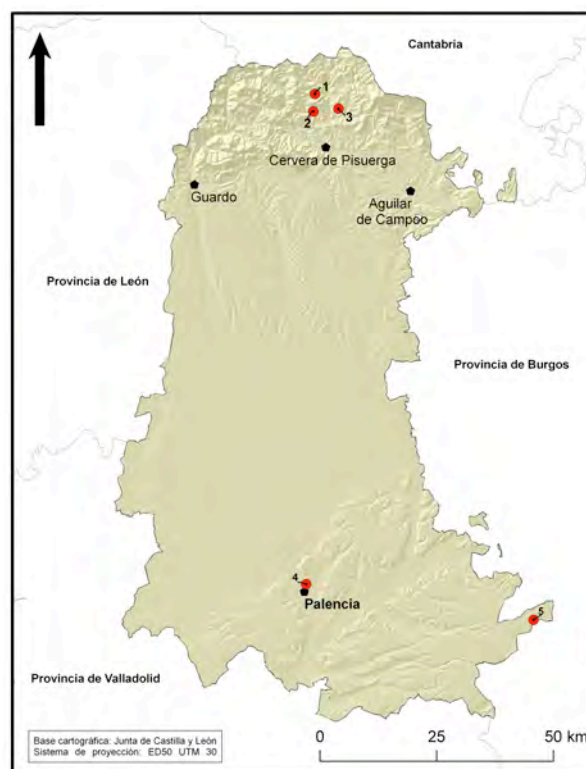 Cantabria
1
2
3
Cervera de Pisuerga
Guardo
Aguilar
de Campoo
Provincia de León
Provincia de Burgos
4
Palencia
5
Provincia de Valladolid
Base cartográfica: Junta de Castilla y León
Sistema de proyección: ED50 UTM 30
0 25 50 km